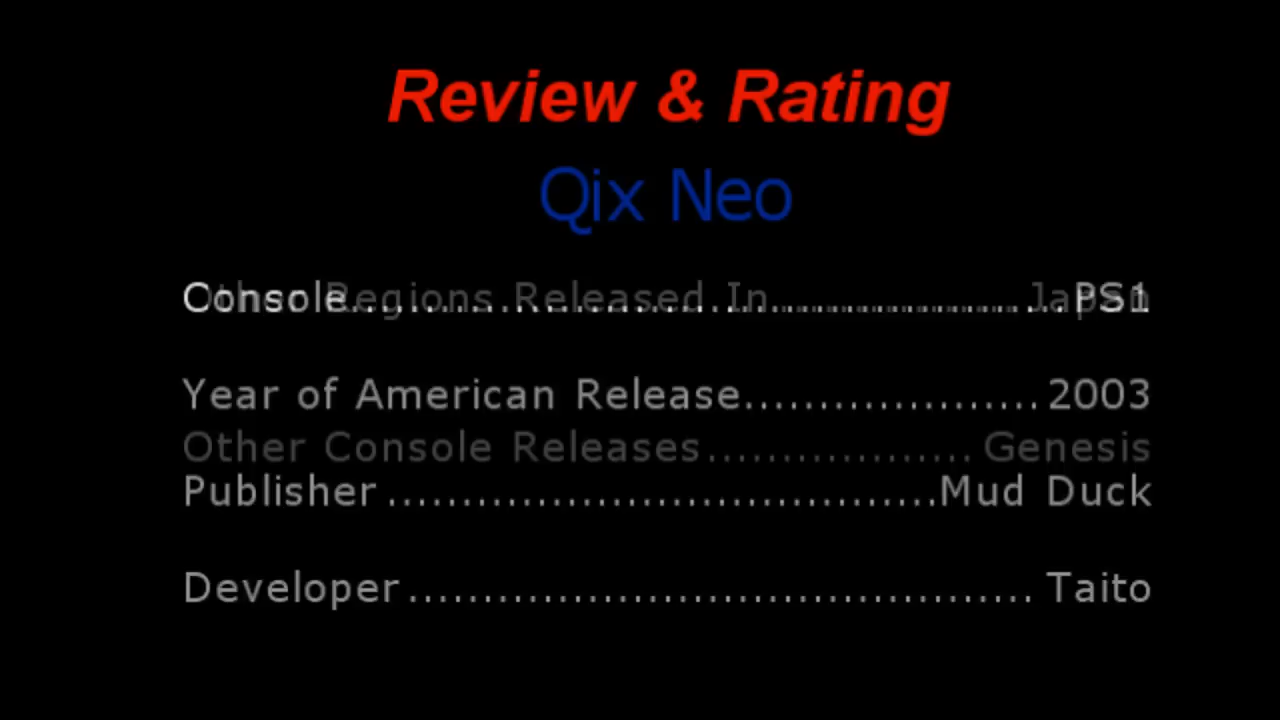 Review & Rating
Qix Neo
Console....................................PS1
Other Regions Released In.................Japan
Year of American Release....................2003
Other Console Releases..................Genesis
Publisher.....................................Mud Duck
Developer..........................................Taito